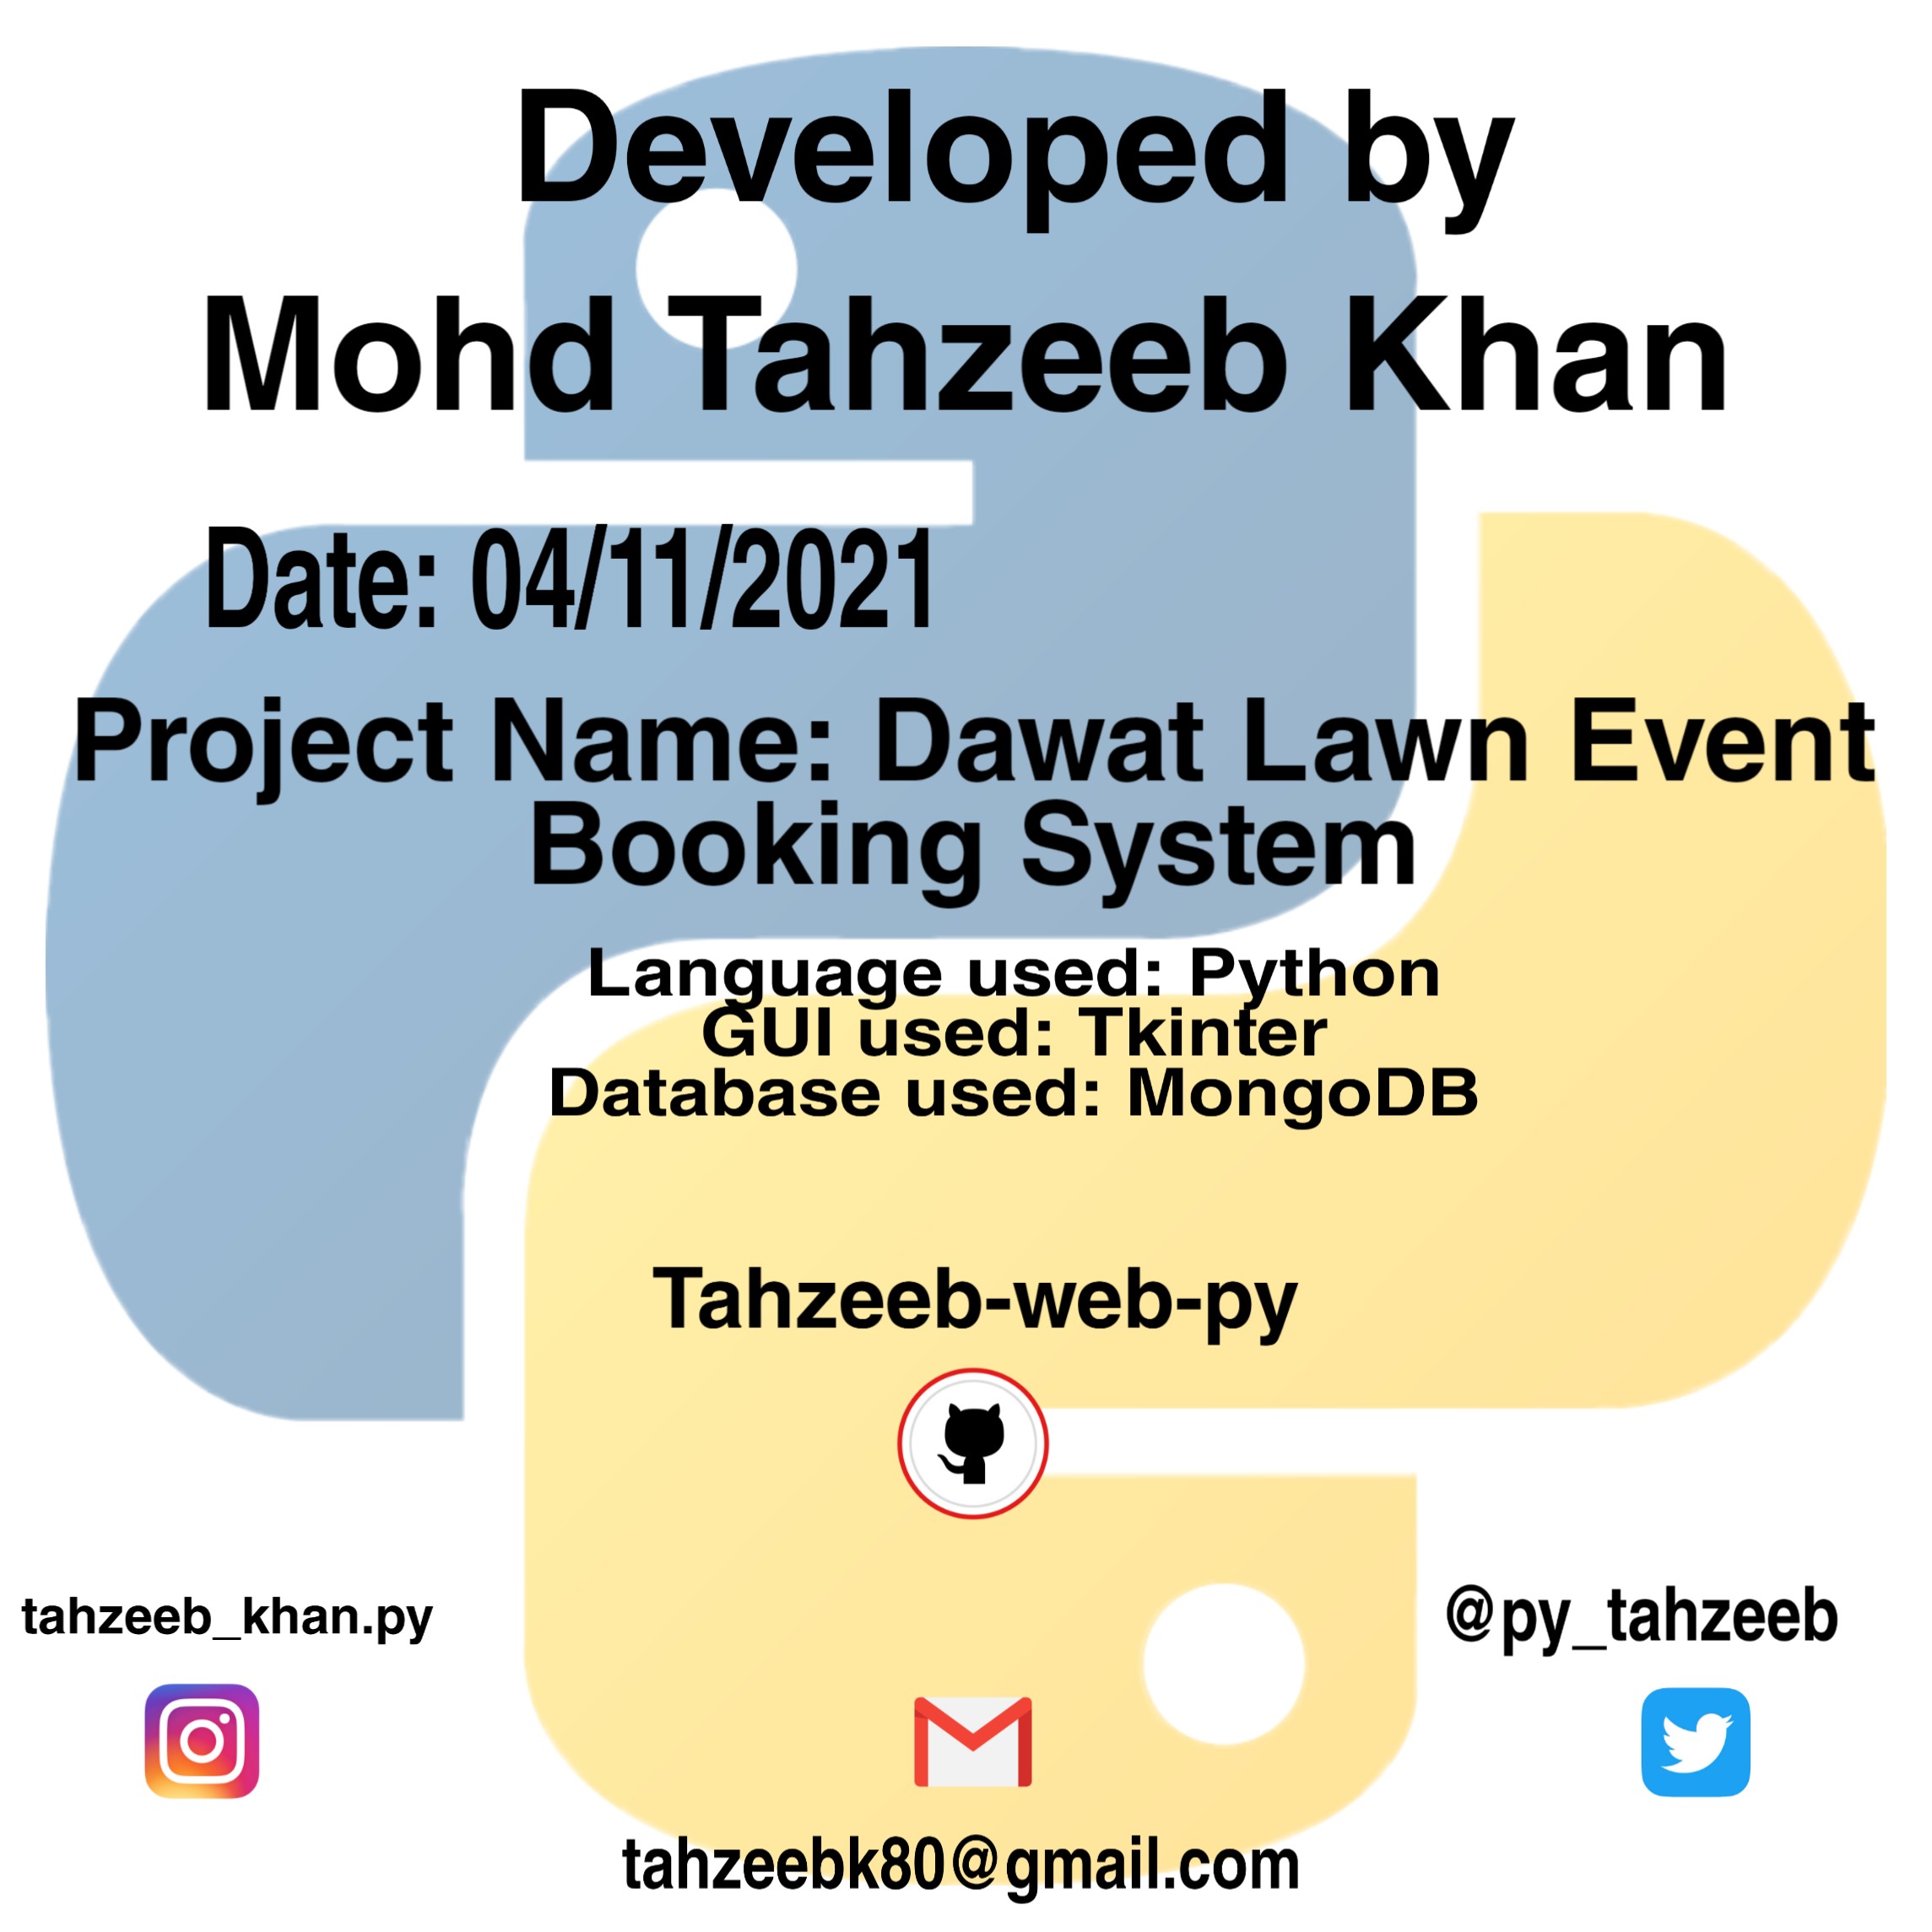 Developed by
Mohd Tahzeeb Khan
Date: 04/11/2021
Project Name: Dawat Lawn Event
Booking System
Language used: Python
GUI used: Tkinter
Database used: MongoDB
Tahzeeb-web-py
tahzeeb_khan.py
@py_tahzeeb
tahzeebk80@gmail.com